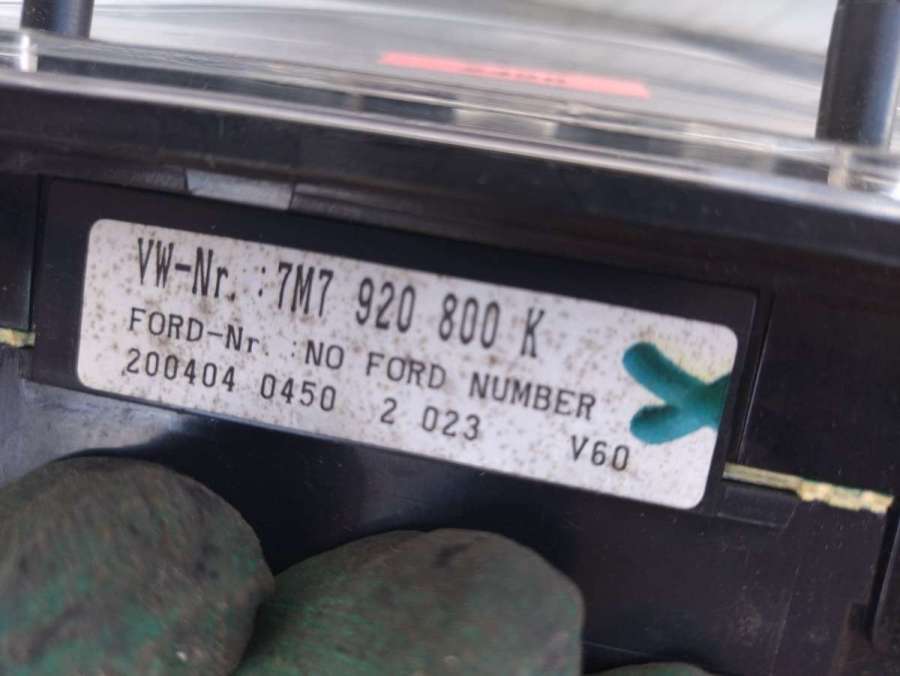 VW-Nr. :7M7 920 800 K
FORD-Nr. :NO FORD NUMBER
200404 0450 2 023 V60